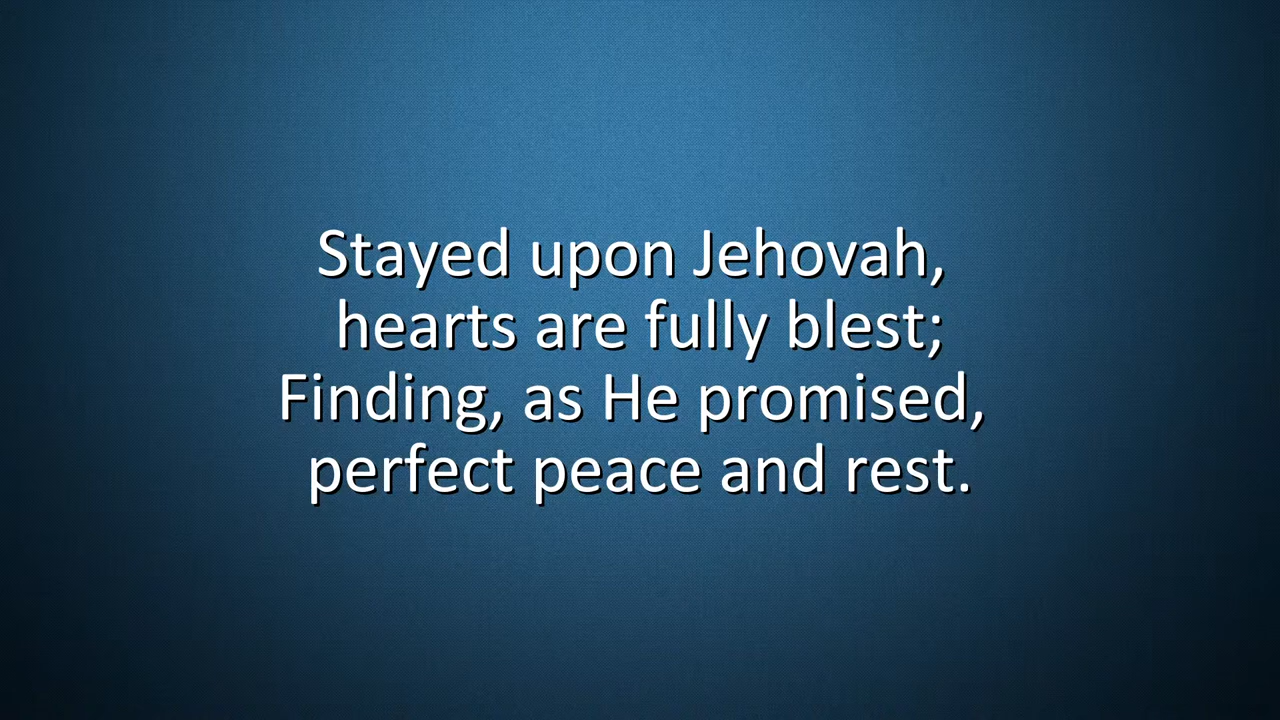 Stayed upon Jehovah,
hearts are fully blest;
Finding, as He promised,
perfect peace and rest.